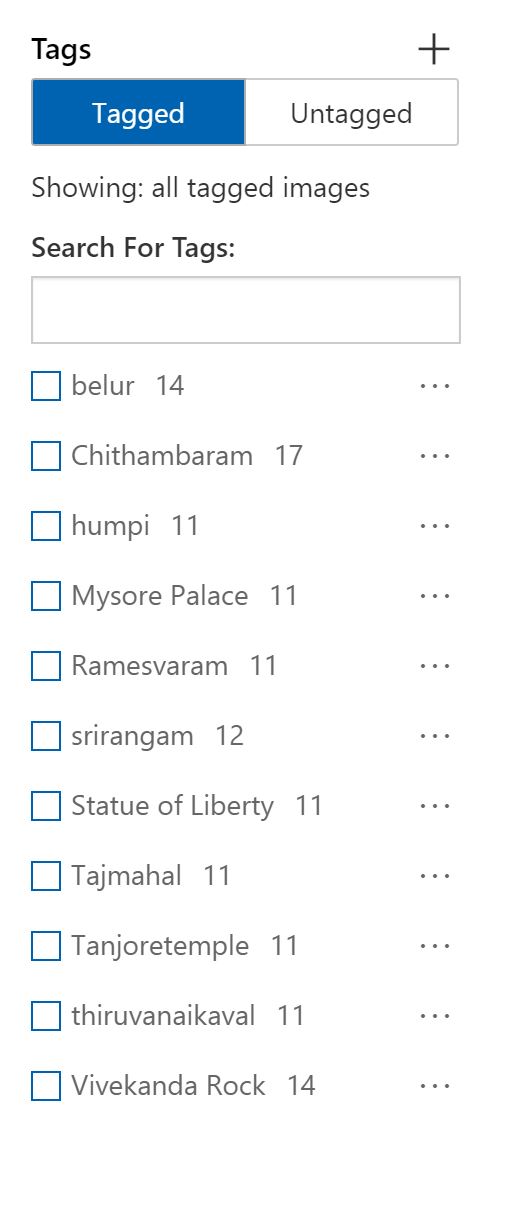 Tags
Tagged Untagged
Showing: all tagged images
Search For Tags:
belur 14 ...
Chithambaram 17 ...
humpi 11 ...
Mysore Palace 11 ...
Ramesvaram 11 ...
srirangam 12 ...
Statue of Liberty 11 ...
Tajmahal 11 ...
Tanjoretemple 11 ...
thiruvanaikaval 11 ...
Vivekanda Rock 14 ...